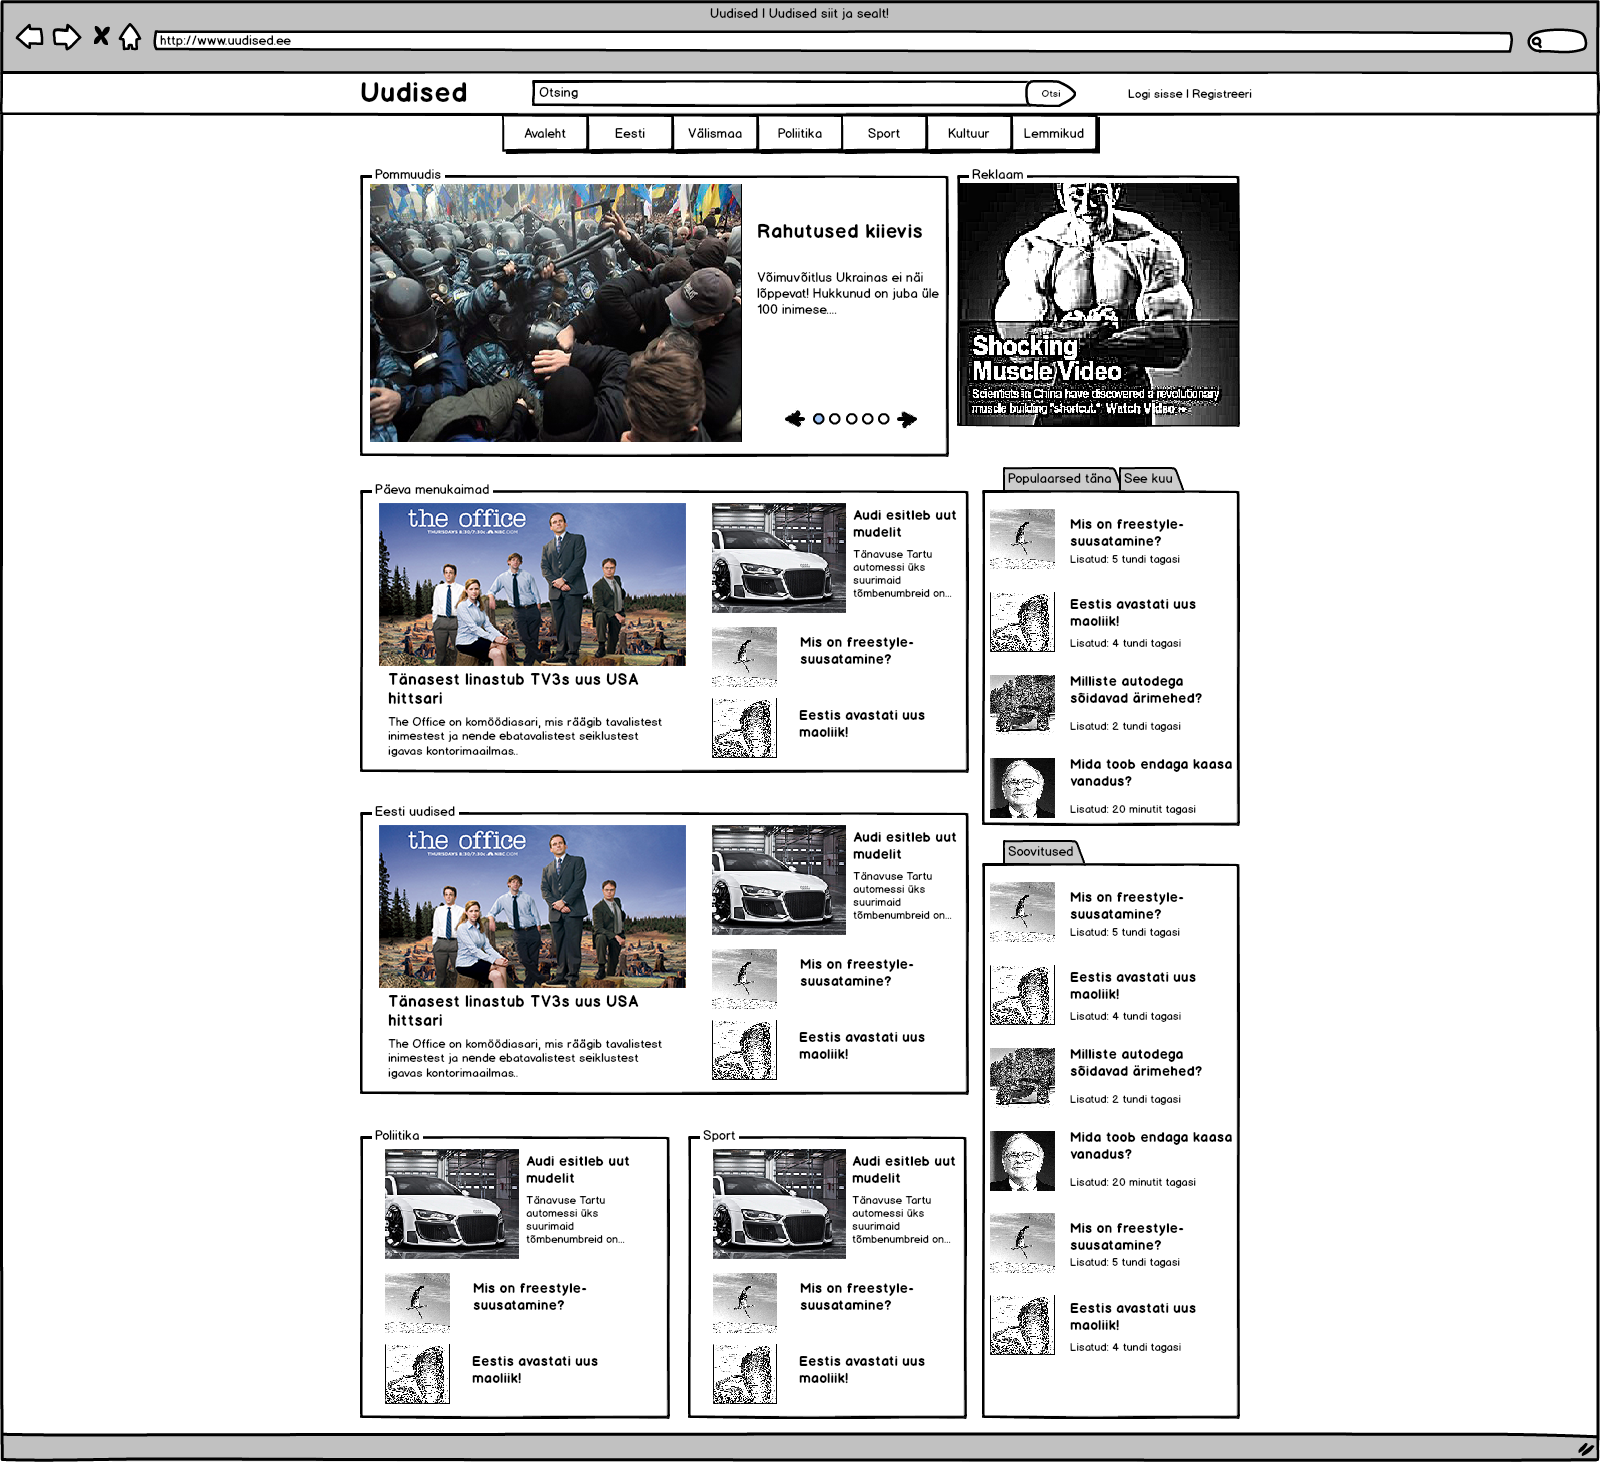 Uudised | Uudised siit ja sealt!
http://www.uudised.ee
Uudised
Otsing
Otsi
Logi sisse | Registreeri
Avaleht
Eesti
Välismaa
Poliitika
Sport
Kultuur
Lemmikud
Pommuudis
Rahutused kiievis
Võimuvõitlus Ukrainas ei näi
lõppevat! Hukkunud on juba üle
100 inimese....
Reklaam
Shocking
Muscle Video
Scientists in China have discovered a revolutionary
muscle building "shortcut." Watch Video
Päeva menukaimad
the office
THURSDAYS 8:30/7:30c NBC.COM
Tänasest linastub TV3s uus USA
hittsari
The Office on komöödiasari, mis räägib tavalistest
inimestest ja nende ebatavalistest seiklustest
igavas kontorimaailmas..
Audi esitleb uut
mudelit
Tänavuse Tartu
automessi üks
suurimaid
tõmbenumbreid on...
Mis on freestyle-
suusatamine?
Eestis avastati uus
maoliik!
Populaarsed täna
See kuu
Mis on freestyle-
suusatamine?
Lisatud: 5 tundi tagasi
Eestis avastati uus
maoliik!
Lisatud: 4 tundi tagasi
Milliste autodega
sõidavad ärimehed?
Lisatud: 2 tundi tagasi
Mida toob endaga kaasa
vanadus?
Lisatud: 20 minutit tagasi
Eesti uudised
the office
THURSDAYS 8:30/7:30c NBC.COM
Tänasest linastub TV3s uus USA
hittsari
The Office on komöödiasari, mis räägib tavalistest
inimestest ja nende ebatavalistest seiklustest
igavas kontorimaailmas..
Audi esitleb uut
mudelit
Tänavuse Tartu
automessi üks
suurimaid
tõmbenumbreid on...
Mis on freestyle-
suusatamine?
Eestis avastati uus
maoliik!
Soovitused
Mis on freestyle-
suusatamine?
Lisatud: 5 tundi tagasi
Eestis avastati uus
maoliik!
Lisatud: 4 tundi tagasi
Milliste autodega
sõidavad ärimehed?
Lisatud: 2 tundi tagasi
Mida toob endaga kaasa
vanadus?
Lisatud: 20 minutit tagasi
Mis on freestyle-
suusatamine?
Lisatud: 5 tundi tagasi
Eestis avastati uus
maoliik!
Lisatud: 4 tundi tagasi
Poliitika
Audi esitleb uut
mudelit
Tänavuse Tartu
automessi üks
suurimaid
tõmbenumbreid on...
Mis on freestyle-
suusatamine?
Eestis avastati uus
maoliik!
Sport
Audi esitleb uut
mudelit
Tänavuse Tartu
automessi üks
suurimaid
tõmbenumbreid on...
Mis on freestyle-
suusatamine?
Eestis avastati uus
maoliik!